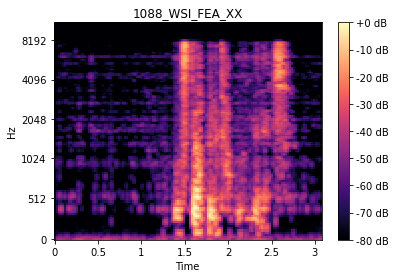 1088_WSI_FEA_XX
+0 dB
8192
-10 dB
4096
-20 dB
-30 dB
2048
Hz
-40 dB
1024
-50 dB
512
-60 dB
-70 dB
0
-80 dB
0 0.5 1 1.5 2 2.5 3
Time